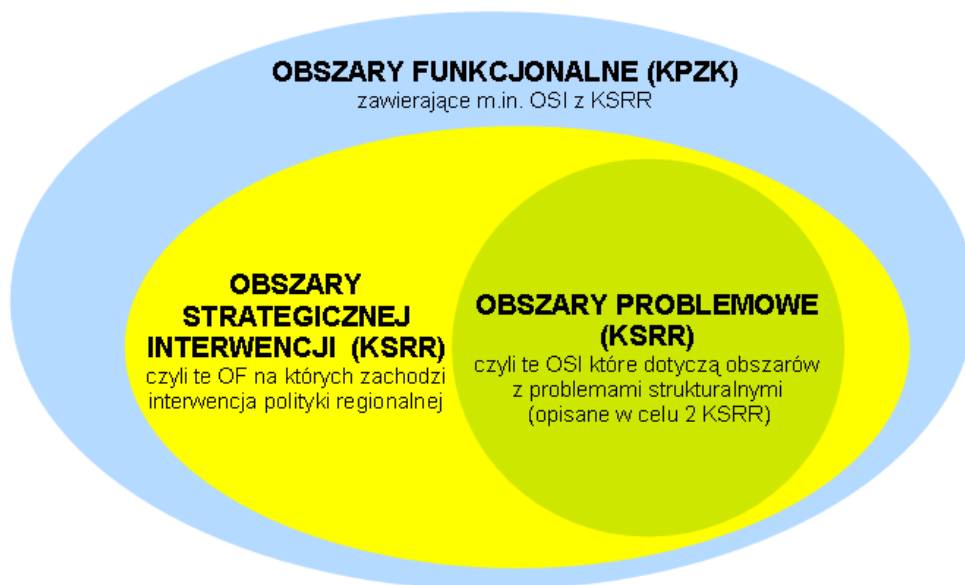 OBSZARY FUNKCJONALNE (KPZK)
zawierające m.in. OSI z KSRR
OBSZARY
STRATEGICZNEJ
INTERWENCJI (KSRR)
czyli te OF na których zachodzi
interwencja polityki regionalnej
OBSZARY PROBLEMOWE
(KSRR)
czyli te OSI które dotyczą obszarów
z problemami strukturalnymi
(opisane w celu 2 KSRR)